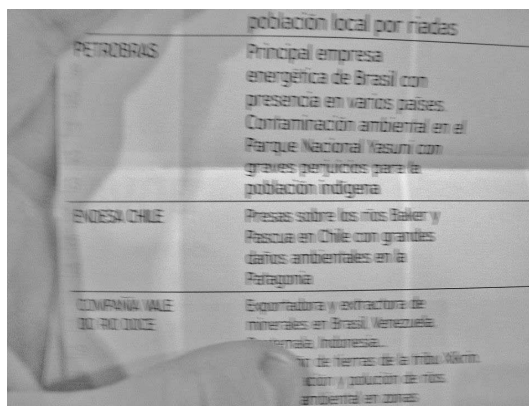 población local por riadas
PETROBRAS
Principal empresa
energética de Brasil con
presencia en varios países.
Contaminación ambiental en el
Parque Nacional Yasuní con
graves perjuicios para la
población indígena
ENDESA CHILE
Presas sobre los ríos Baker y
Pascua en Chile con grandes
daños ambientales en la
Patagonia
COMPAÑÍA VALE
DO RIO DOCE
Exportadora y extractora de
minerales en Brasil, Venezuela,
Guatemala, Indonesia...
de tierras de la tribu Xikrin.
y polución de ríos
ambiental en zonas